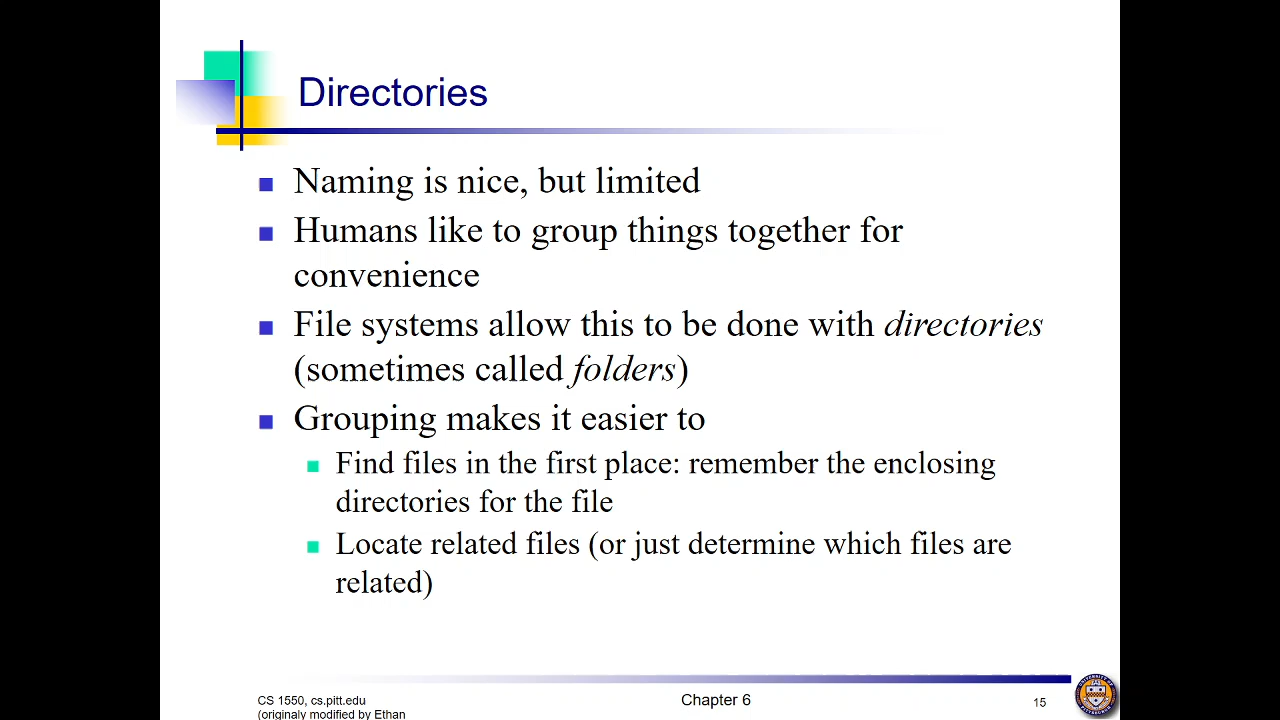 Directories
Naming is nice, but limited
Humans like to group things together for
convenience
File systems allow this to be done with directories
(sometimes called folders)
Grouping makes it easier to
Find files in the first place: remember the enclosing
directories for the file
Locate related files (or just determine which files are
related)
CS 1550, cs.pitt.edu
(originaly modified by Ethan
Chapter 6
15